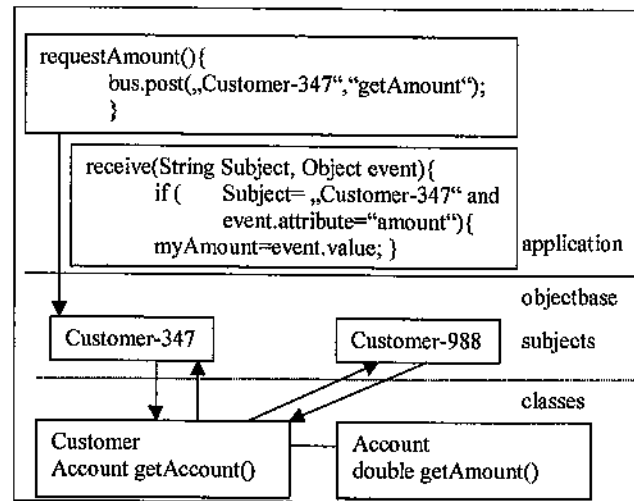 requestAmount(){
bus.post(„Customer-347“,“getAmount“);
}
receive(String Subject, Object event){
if ( Subject= „Customer-347“ and
event.attribute=“amount“){
myAmount=event.value; }
application
objectbase
Customer-347
Customer-988
subjects
classes
Customer
Account getAccount()
Account
double getAmount()